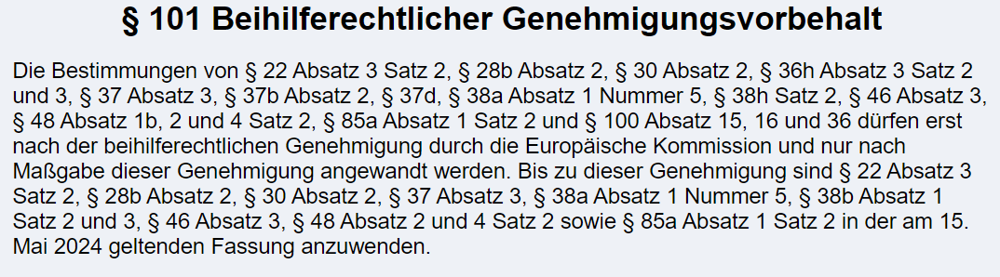 § 101 Beihilferechtlicher Genehmigungsvorbehalt
Die Bestimmungen von § 22 Absatz 3 Satz 2, § 28b Absatz 2, § 30 Absatz 2, § 36h Absatz 3 Satz 2
und 3, § 37 Absatz 3, § 37b Absatz 2, § 37d, § 38a Absatz 1 Nummer 5, § 38h Satz 2, § 46 Absatz 3,
§ 48 Absatz 1b, 2 und 4 Satz 2, § 85a Absatz 1 Satz 2 und § 100 Absatz 15, 16 und 36 dürfen erst
nach der beihilferechtlichen Genehmigung durch die Europäische Kommission und nur nach
Maßgabe dieser Genehmigung angewandt werden. Bis zu dieser Genehmigung sind § 22 Absatz 3
Satz 2, § 28b Absatz 2, § 30 Absatz 2, § 37 Absatz 3, § 38a Absatz 1 Nummer 5, § 38b Absatz 1
Satz 2 und 3, § 46 Absatz 3, § 48 Absatz 2 und 4 Satz 2 sowie § 85a Absatz 1 Satz 2 in der am 15.
Mai 2024 geltenden Fassung anzuwenden.